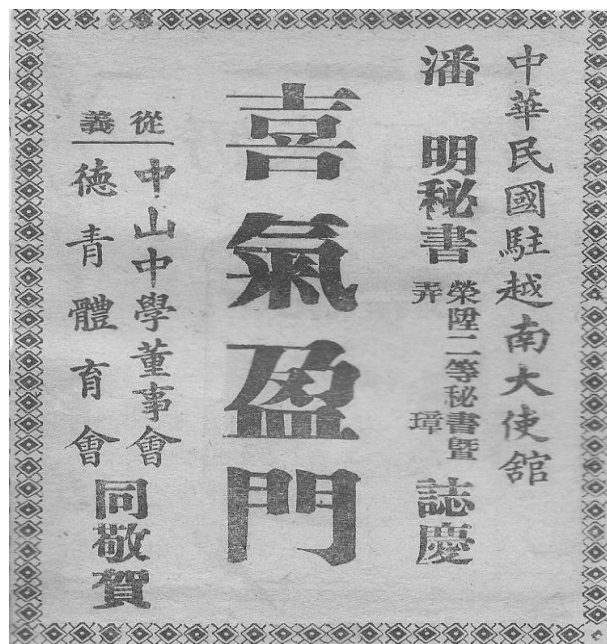 中華民國駐越南大使舘
潘 明秘書 榮陞二等秘書暨
弄 璋
誌慶
喜氣盈門
從義
中山中學董事會
德青體育會
同敬賀